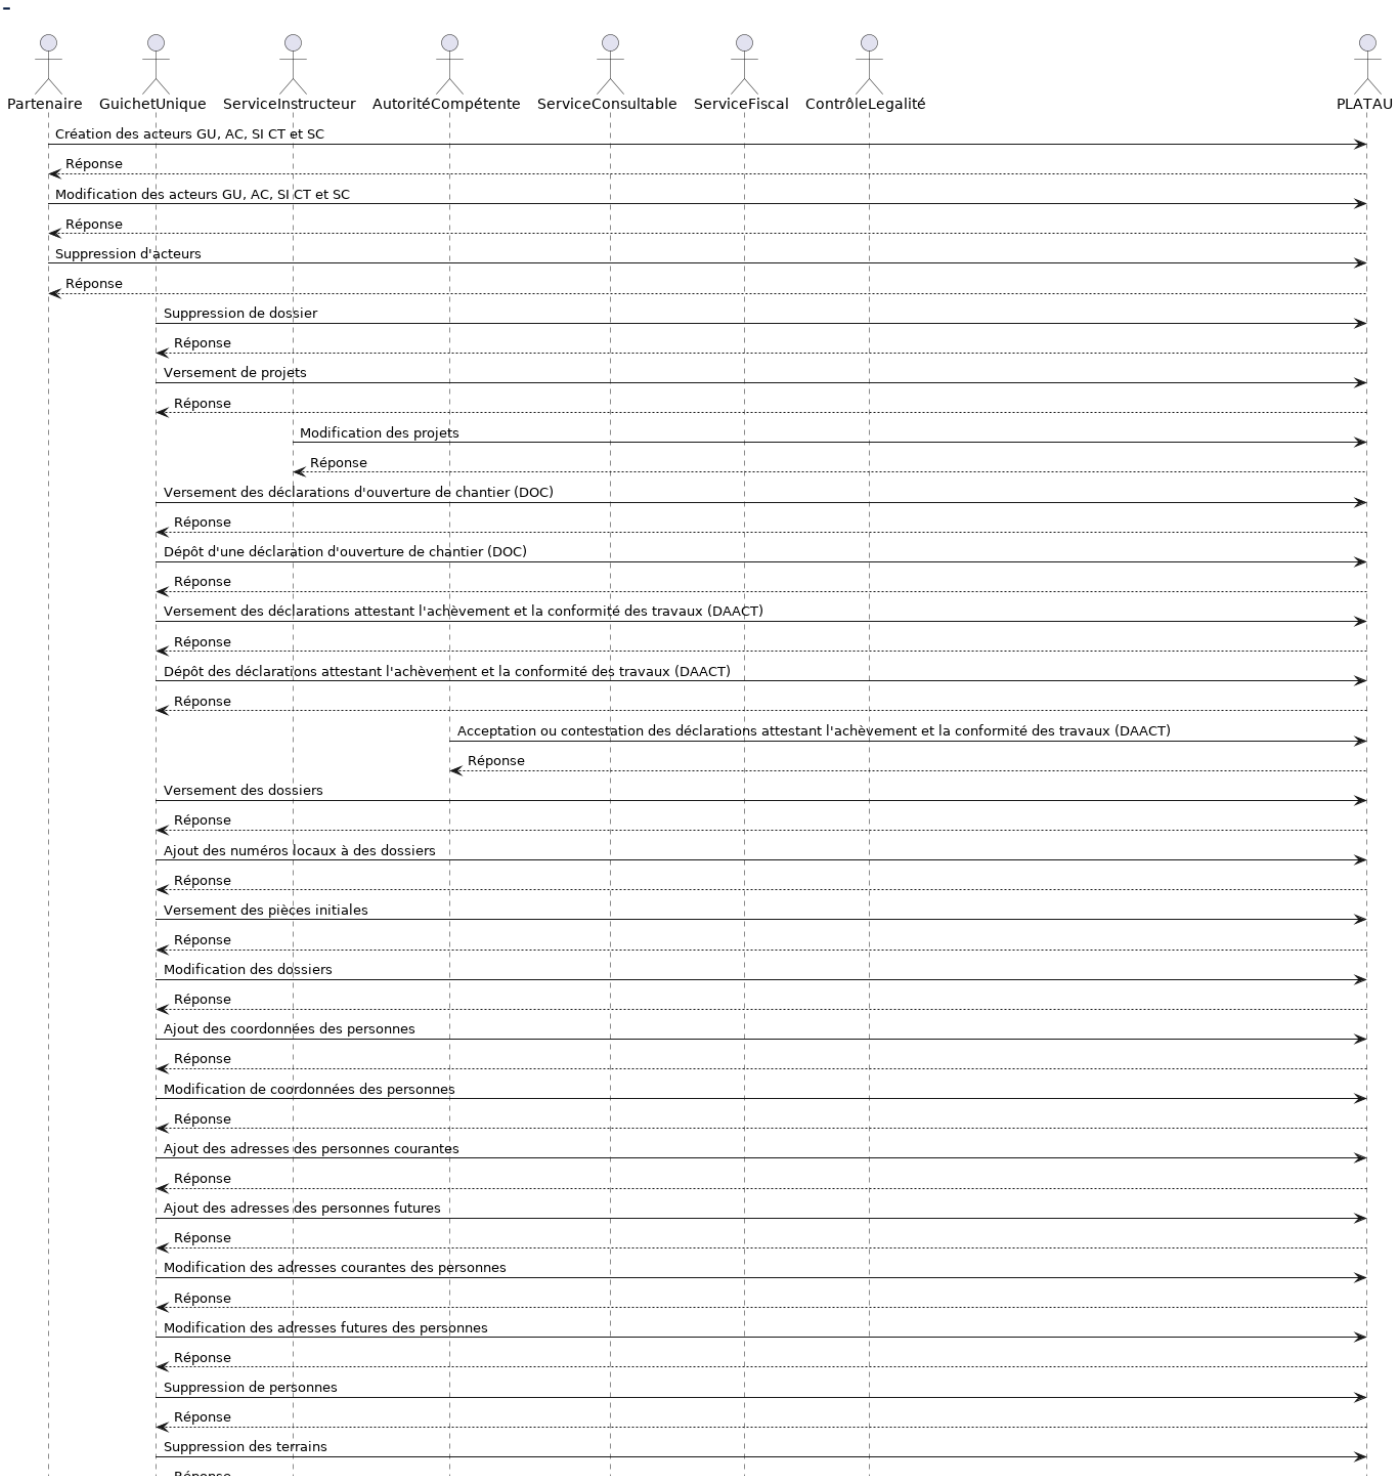 -
Partenaire GuichetUnique ServiceInstructeur AutoritéCompétente ServiceConsultable ServiceFiscal ContrôleLegalité PLATAU
Création des acteurs GU, AC, SI CT et SC
Réponse
Modification des acteurs GU, AC, SI CT et SC
Réponse
Suppression d'acteurs
Réponse
Suppression de dossier
Réponse
Versement de projets
Réponse
Modification des projets
Réponse
Versement des déclarations d'ouverture de chantier (DOC)
Réponse
Dépôt d'une déclaration d'ouverture de chantier (DOC)
Réponse
Versement des déclarations attestant l'achèvement et la conformité des travaux (DAACT)
Réponse
Dépôt des déclarations attestant l'achèvement et la conformité des travaux (DAACT)
Réponse
Acceptation ou contestation des déclarations attestant l'achèvement et la conformité des travaux (DAACT)
Réponse
Versement des dossiers
Réponse
Ajout des numéros locaux à des dossiers
Réponse
Versement des pièces initiales
Réponse
Modification des dossiers
Réponse
Ajout des coordonnées des personnes
Réponse
Modification de coordonnées des personnes
Réponse
Ajout des adresses des personnes courantes
Réponse
Ajout des adresses des personnes futures
Réponse
Modification des adresses courantes des personnes
Réponse
Modification des adresses futures des personnes
Réponse
Suppression de personnes
Réponse
Suppression des terrains
Réponse